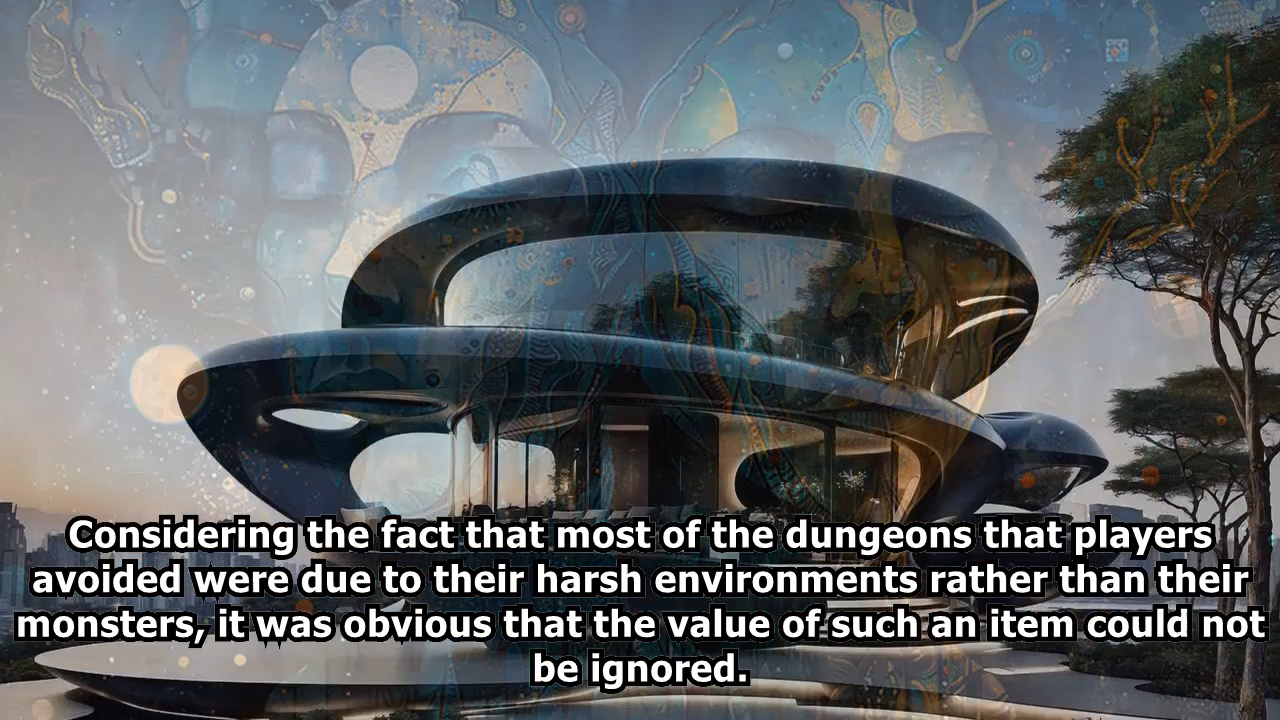 Considering the fact that most of the dungeons that players
avoided were due to their harsh environments rather than their
monsters, it was obvious that the value of such an item could not
be ignored.